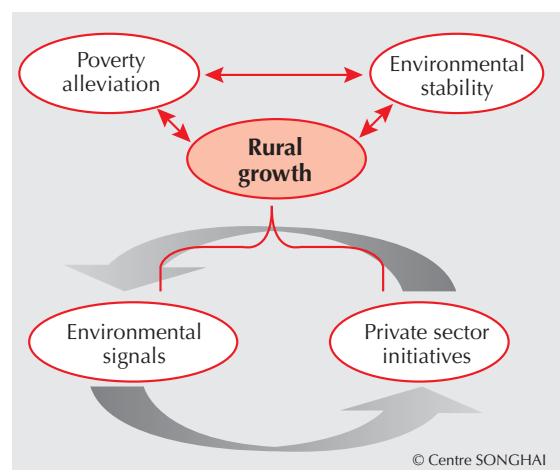 Poverty
alleviation
Environmental
stability
Rural
growth
Environmental
signals
Private sector
initiatives
© Centre SONGHAI